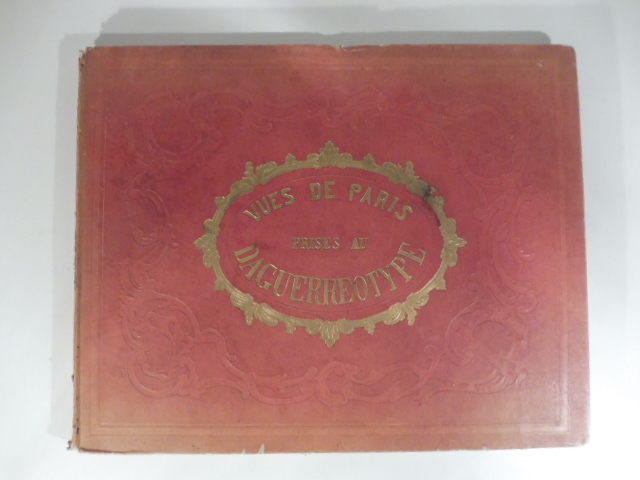 VUES DE PARIS
PRISES AU
DAGUERREOTYPE